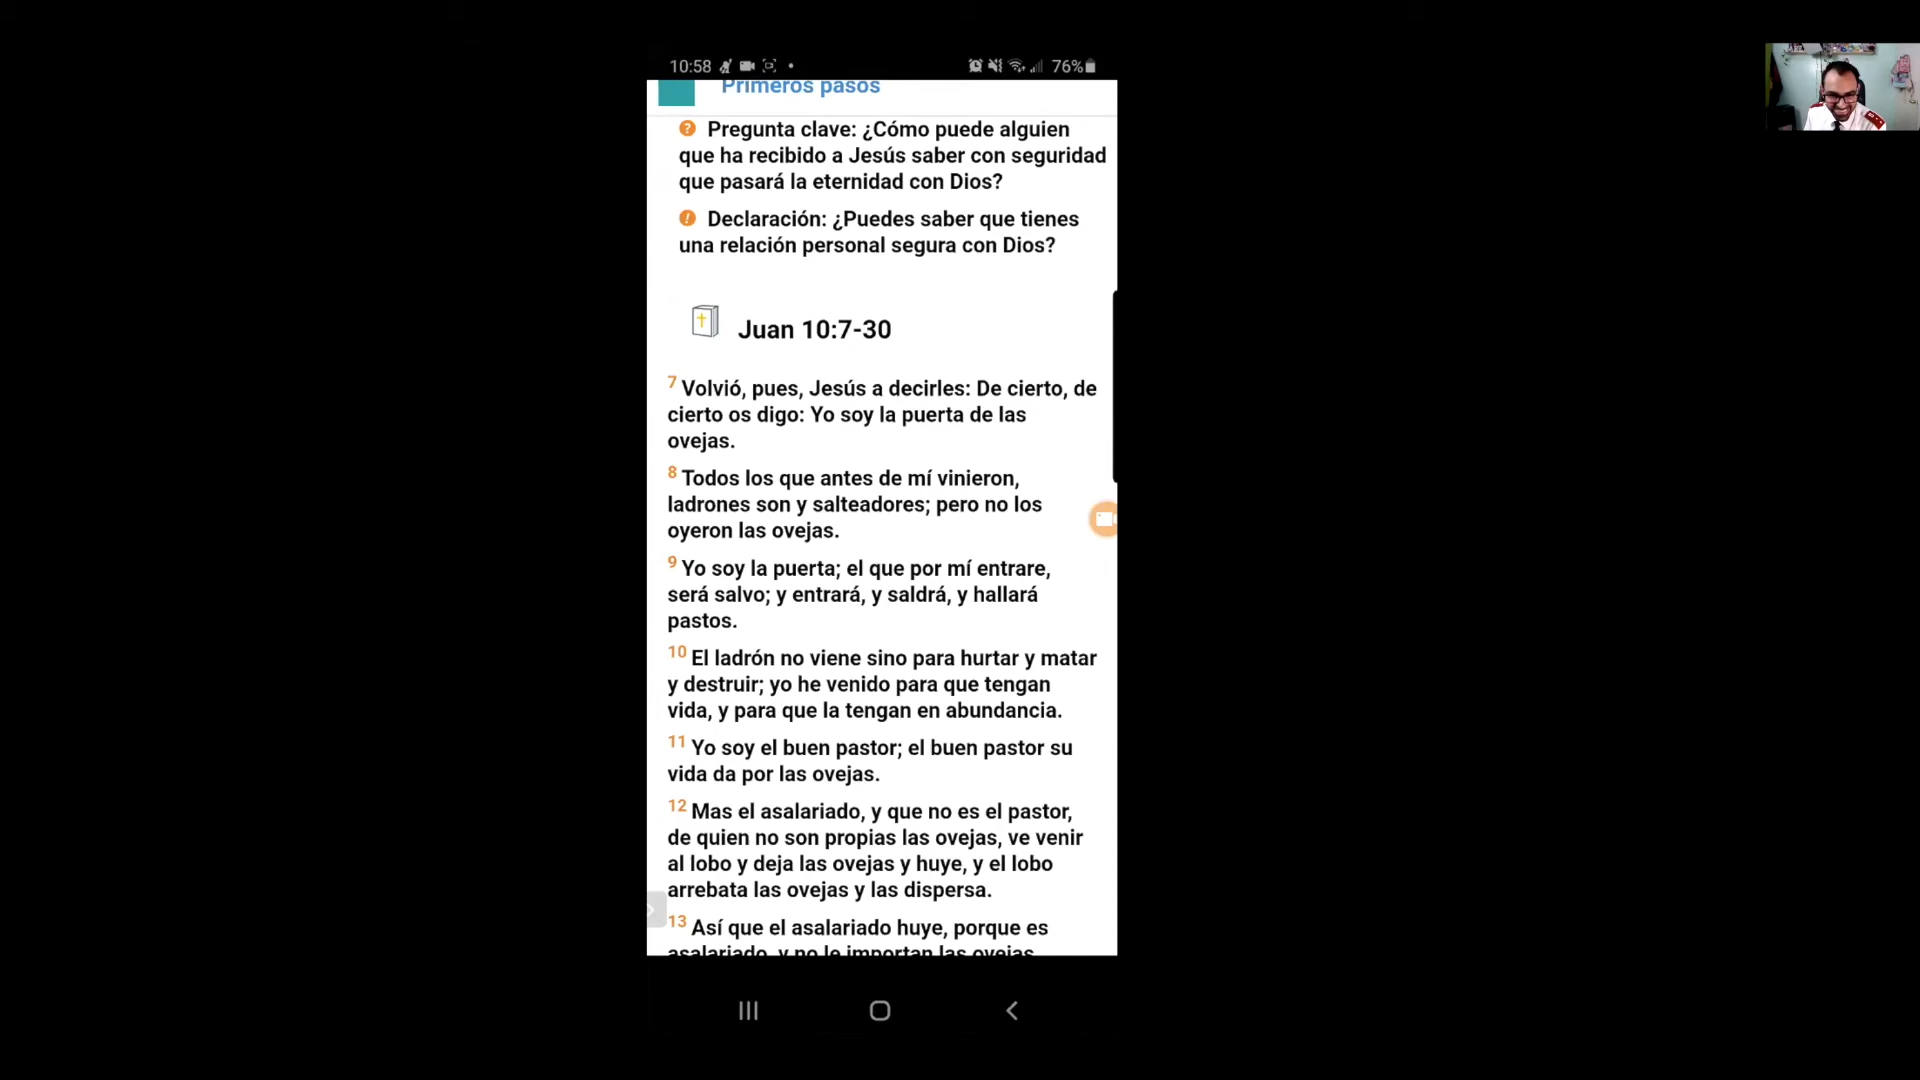 10:58
76%
Primeros pasos
Pregunta clave: ¿Cómo puede alguien
que ha recibido a Jesús saber con seguridad
que pasará la eternidad con Dios?
Declaración: ¿Puedes saber que tienes
una relación personal segura con Dios?
Juan 10:7-30
7 Volvió, pues, Jesús a decirles: De cierto, de
cierto os digo: Yo soy la puerta de las
ovejas.
8 Todos los que antes de mí vinieron,
ladrones son y salteadores; pero no los
oyeron las ovejas.
9 Yo soy la puerta; el que por mí entrare,
será salvo; y entrará, y saldrá, y hallará
pastos.
10 El ladrón no viene sino para hurtar y matar
y destruir; yo he venido para que tengan
vida, y para que la tengan en abundancia.
11 Yo soy el buen pastor; el buen pastor su
vida da por las ovejas.
12 Mas el asalariado, y que no es el pastor,
de quien no son propias las ovejas, ve venir
al lobo y deja las ovejas y huye, y el lobo
arrebata las ovejas y las dispersa.
13 Así que el asalariado huye, porque es
asalariado, y no le importan las ovejas